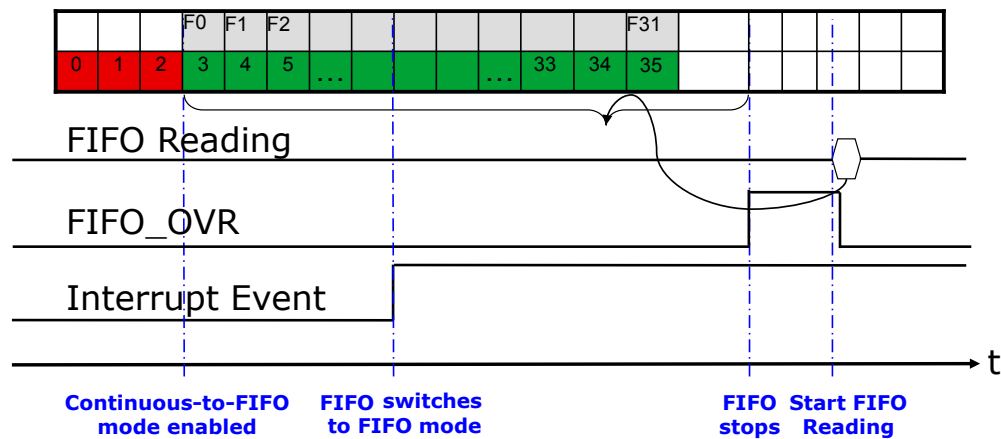 F0 F1 F2 F31
0 1 2 3 4 5 ... ... 33 34 35
FIFO Reading
FIFO_OVR
Interrupt Event
t
Continuous-to-FIFO
mode enabled
FIFO switches
to FIFO mode
FIFO
stops
Start FIFO
Reading